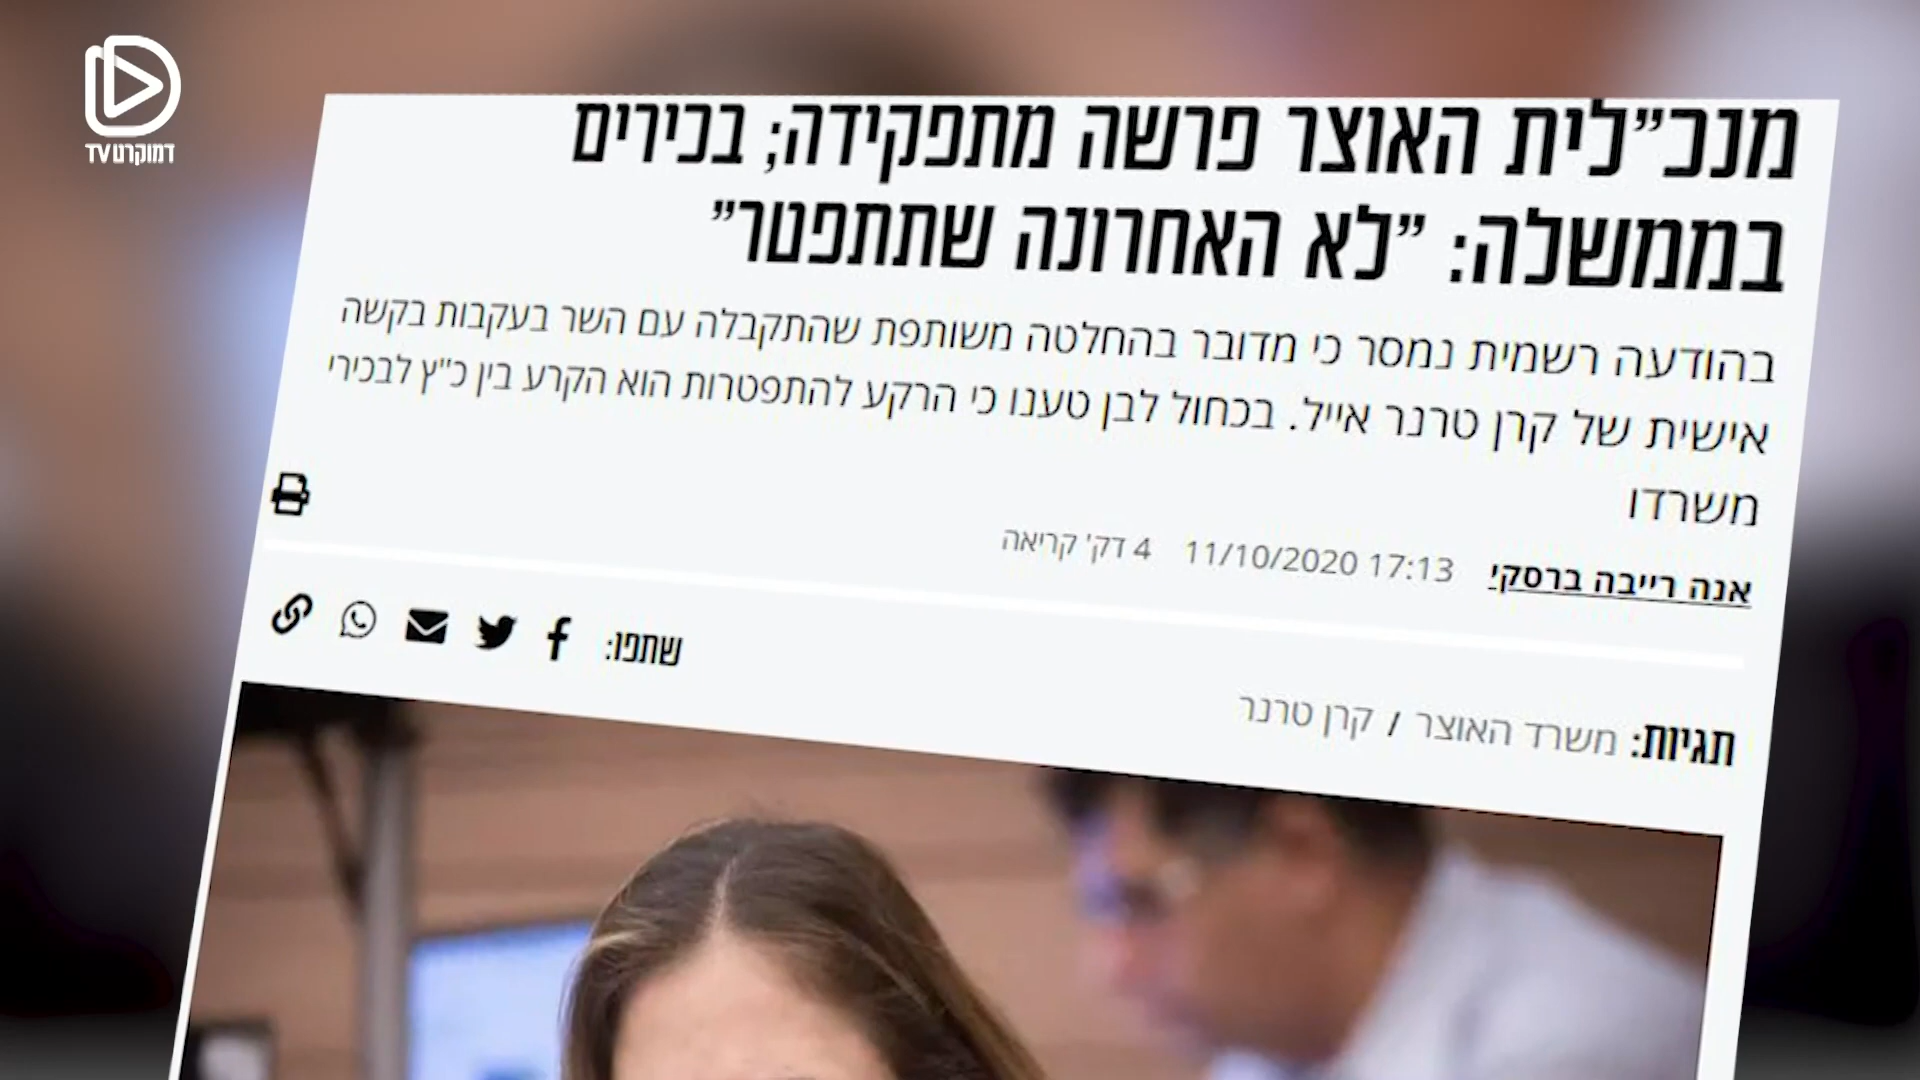 דמוקרטTV
מנכ"לית האוצר פרשה מתפקידה; בכירים
בממשלה: "לא האחרונה שתתפטר"
בהודעה רשמית נמסר כי מדובר בהחלטה משותפת שהתקבלה עם השר בעקבות בקשה
אישית של קרן טרנר אייל. בכחול לבן טענו כי הרקע להתפטרות הוא הקרע בין כ"ץ לבכירי
משרדו
אנה רייבה ברסקי 11/10/2020 17:13 4 דק' קריאה
שתפו:
תגיות: משרד האוצר / קרן טרנר